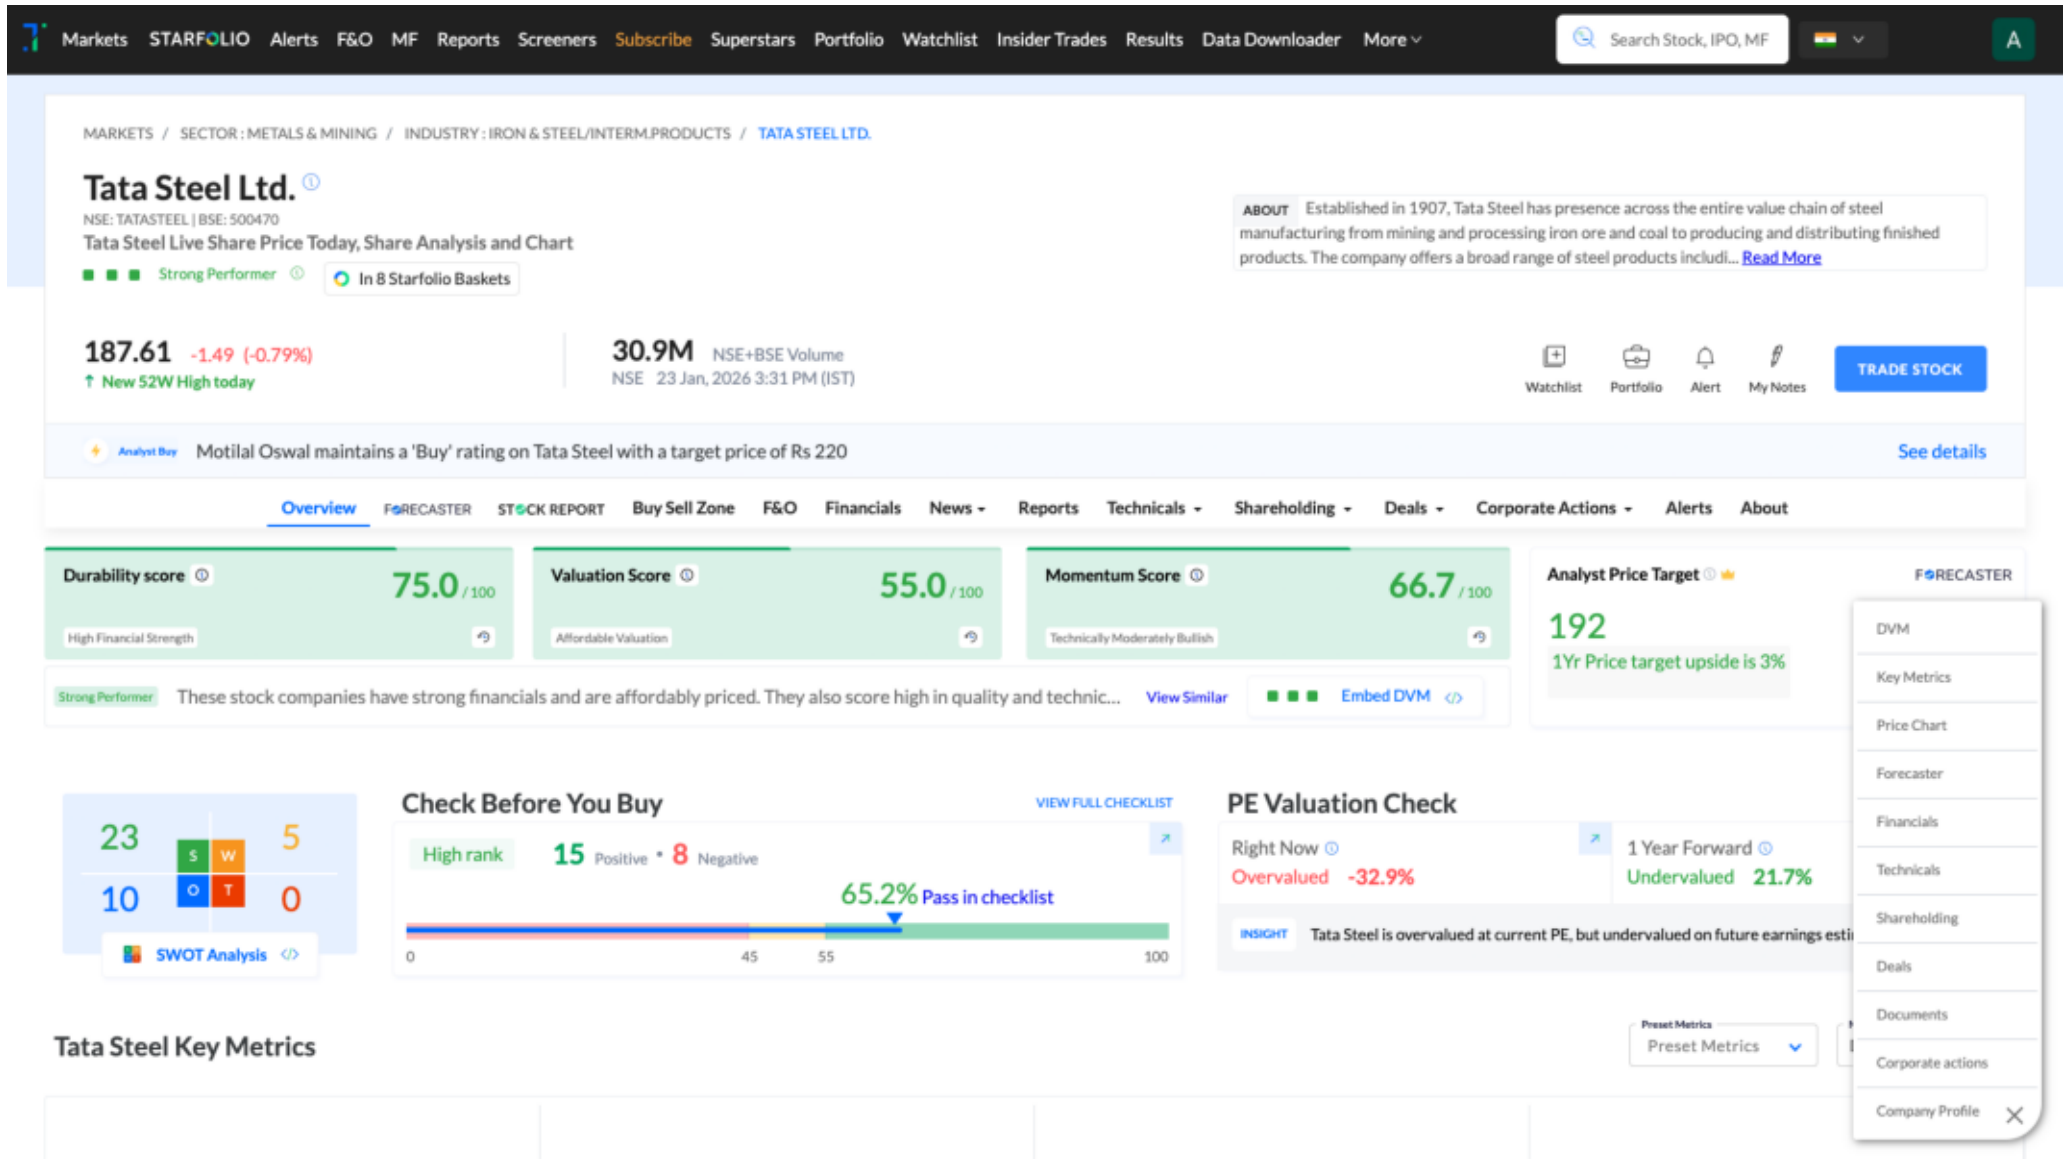 Markets STARFOLIO Alerts F&O MF Reports Screeners Subscribe Superstars Portfolio Watchlist Insider Trades Results Data Downloader More Search Stock, IPO, MF A
MARKETS / SECTOR : METALS & MINING / INDUSTRY : IRON & STEEL/INTERM.PRODUCTS / TATA STEEL LTD.
Tata Steel Ltd.
NSE: TATASTEEL | BSE: 500470
Tata Steel Live Share Price Today, Share Analysis and Chart
Strong Performer In 8 Starfolio Baskets
ABOUT Established in 1907, Tata Steel has presence across the entire value chain of steel
manufacturing from mining and processing iron ore and coal to producing and distributing finished
products. The company offers a broad range of steel products includi... Read More
187.61 -1.49 (-0.79%)
↑ New 52W High today
30.9M NSE+BSE Volume
NSE 23 Jan, 2026 3:31 PM (IST)
Watchlist Portfolio Alert My Notes TRADE STOCK
Analyst Buy Motilal Oswal maintains a 'Buy' rating on Tata Steel with a target price of Rs 220 See details
Overview FORECASTER STOCK REPORT Buy Sell Zone F&O Financials News Reports Technicals Shareholding Deals Corporate Actions Alerts About
Durability score 75.0 / 100
High Financial Strength
Valuation Score 55.0 / 100
Affordable Valuation
Momentum Score 66.7 / 100
Technically Moderately Bullish
Analyst Price Target FORECASTER
192
1Yr Price target upside is 3%
Strong Performer These stock companies have strong financials and are affordably priced. They also score high in quality and technic... View Similar Embed DVM </>
23 5
S W
O T
10 0
SWOT Analysis </>
Check Before You Buy VIEW FULL CHECKLIST
High rank 15 Positive • 8 Negative
65.2% Pass in checklist
0 45 55 100
PE Valuation Check
Right Now
Overvalued -32.9%
1 Year Forward
Undervalued 21.7%
INSIGHT Tata Steel is overvalued at current PE, but undervalued on future earnings esti
DVM
Key Metrics
Price Chart
Forecaster
Financials
Technicals
Shareholding
Deals
Documents
Corporate actions
Company Profile
Tata Steel Key Metrics
Preset Metrics
Preset Metrics